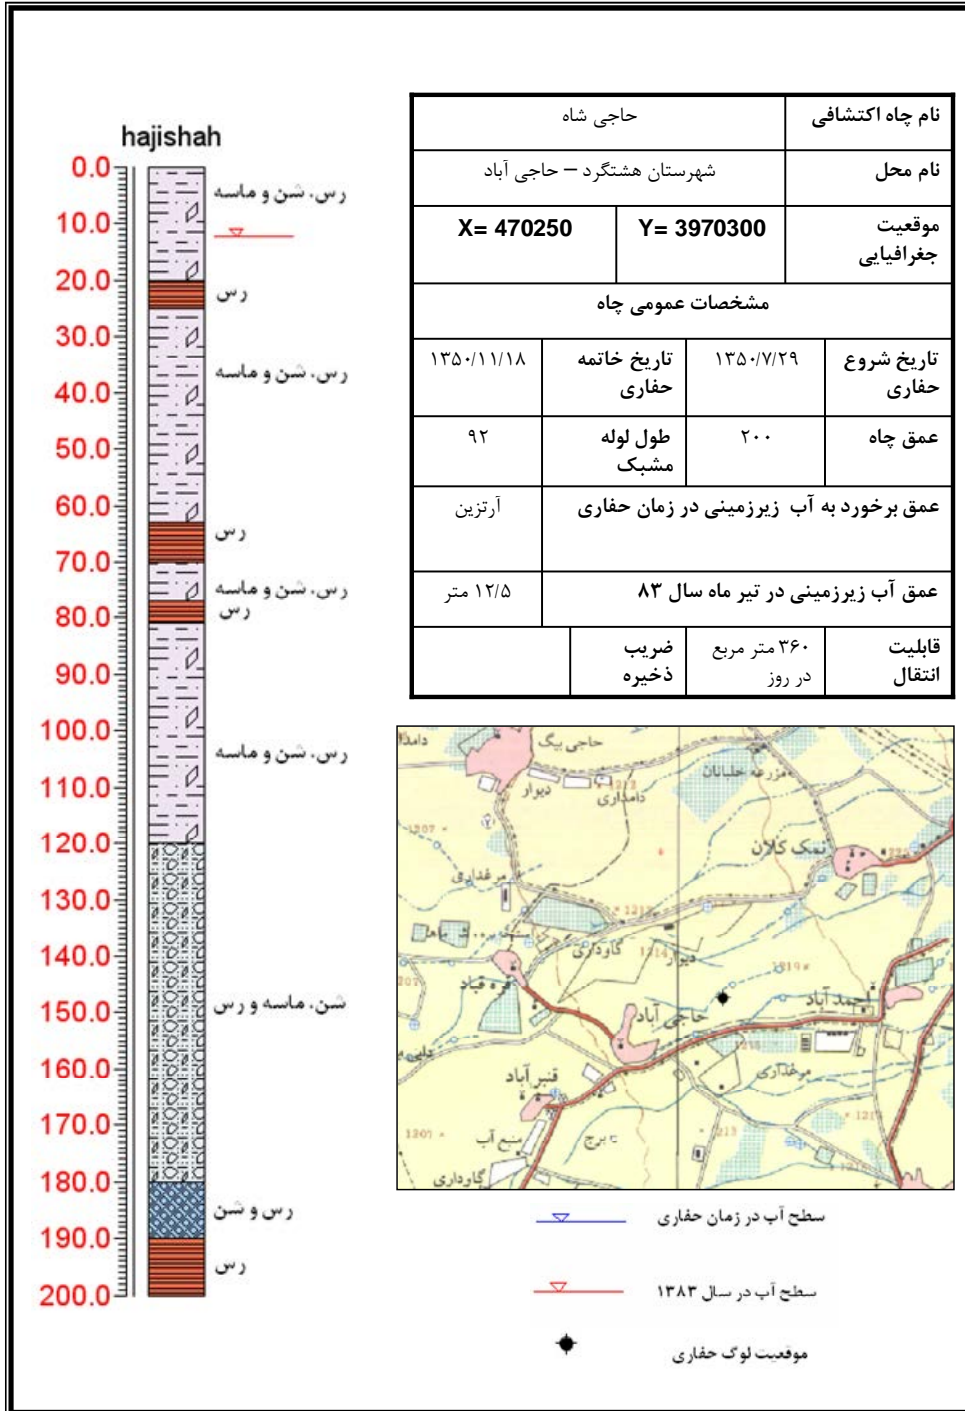 hajishah
0.0
رس، شن و ماسه
10.0
20.0
رس
30.0
رس، شن و ماسه
40.0
50.0
60.0
رس
70.0
رس، شن و ماسه
رس
80.0
90.0
100.0
رس، شن و ماسه
110.0
120.0
130.0
140.0
150.0
شن، ماسه و رس
160.0
170.0
180.0
رس و شن
190.0
رس
200.0
نام چاه اکتشافی
حاجی شاه
نام محل
شهرستان هشتگرد – حاجی آباد
موقعیت
جغرافیایی
Y= 3970300
X= 470250
مشخصات عمومی چاه
تاریخ شروع
حفاری
۱۳۵۰/۷/۲۹
تاریخ خاتمه
حفاری
۱۳۵۰/۱۱/۱۸
عمق چاه
۲۰۰
طول لوله
مشبک
۹۲
عمق برخورد به آب زیرزمینی در زمان حفاری
آرتزین
عمق آب زیرزمینی در تیر ماه سال ۸۳
۱۲/۵ متر
قابلیت
انتقال
۳۶۰ متر مربع
در روز
ضریب
ذخیره
حاجی بیگ
دیوار
دامداری
مزرعه خلبانان
1207
نمک کلان
مرغداری
گاوداری
1214
دیوار
1219
قره قباد
حاجی آباد
احمد آباد
مرغداری
قنبر آباد
برج
منبع آب
گاوداری
1213
سطح آب در زمان حفاری
سطح آب در سال ۱۳۸۳
موقعیت لوگ حفاری